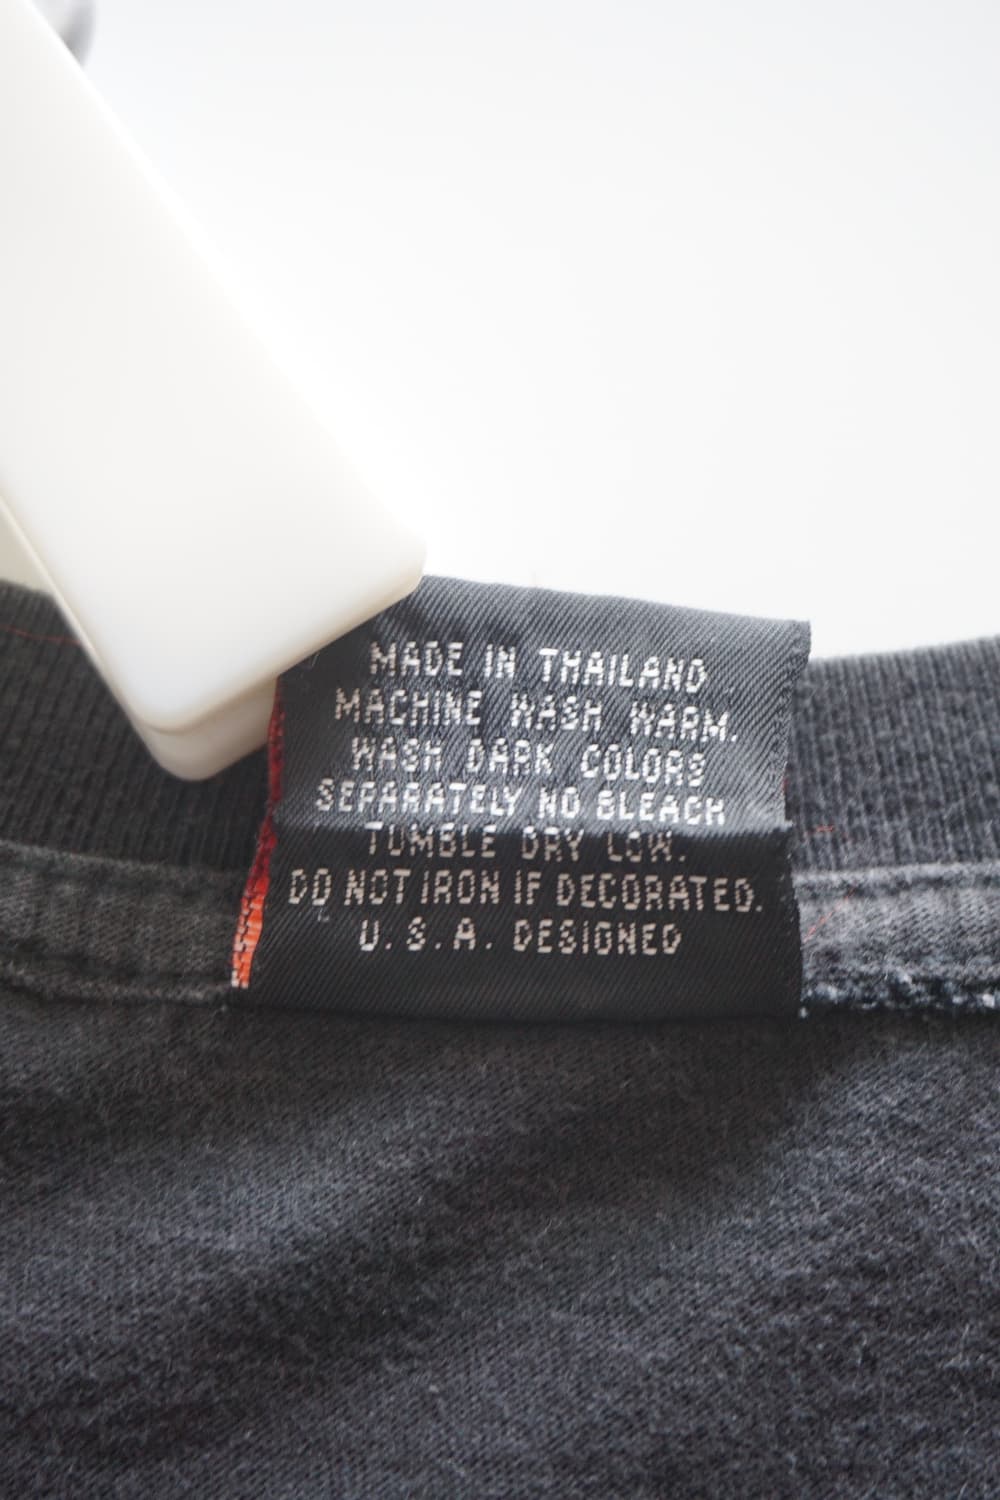 MADE IN THAILAND
MACHINE WASH WARM.
WASH DARK COLORS
SEPARATELY NO BLEACH
TUMBLE DRY LOW.
DO NOT IRON IF DECORATED.
U.S.A. DESIGNED